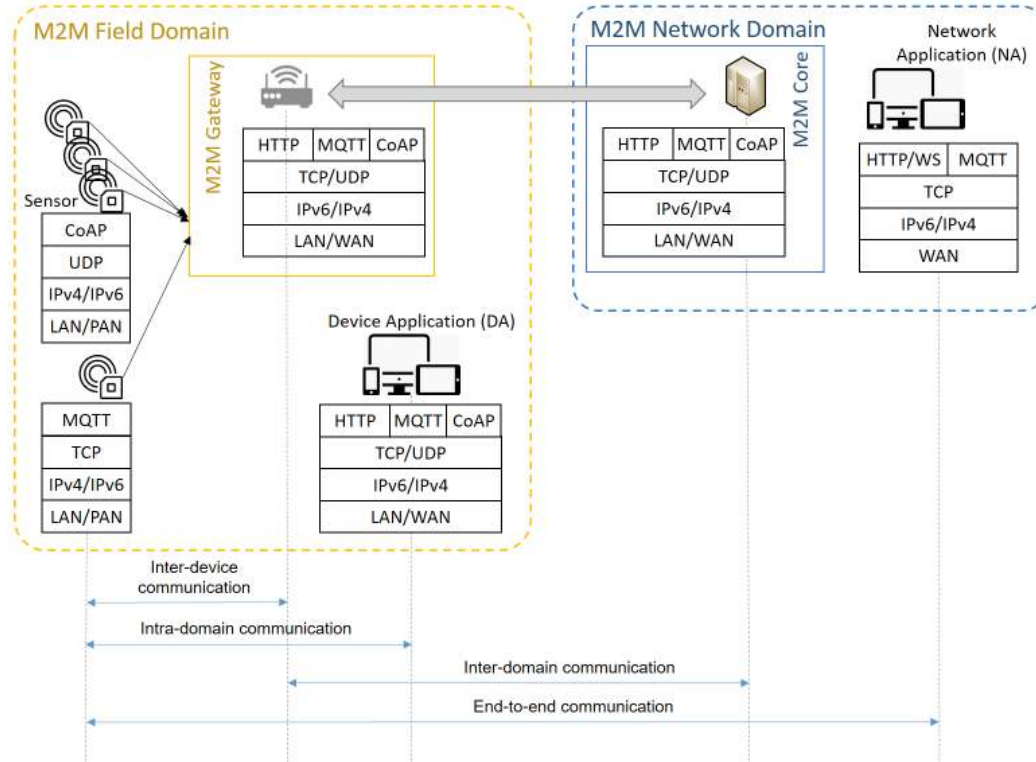 M2M Field Domain
M2M Gateway
HTTP MQTT CoAP
TCP/UDP
IPv6/IPv4
LAN/WAN
Sensor
CoAP
UDP
IPv4/IPv6
LAN/PAN
MQTT
TCP
IPv4/IPv6
LAN/PAN
Device Application (DA)
HTTP MQTT CoAP
TCP/UDP
IPv6/IPv4
LAN/WAN
M2M Network Domain
M2M Core
HTTP MQTT CoAP
TCP/UDP
IPv6/IPv4
LAN/WAN
Network
Application (NA)
HTTP/WS MQTT
TCP
IPv6/IPv4
WAN
Inter-device
communication
Intra-domain communication
Inter-domain communication
End-to-end communication